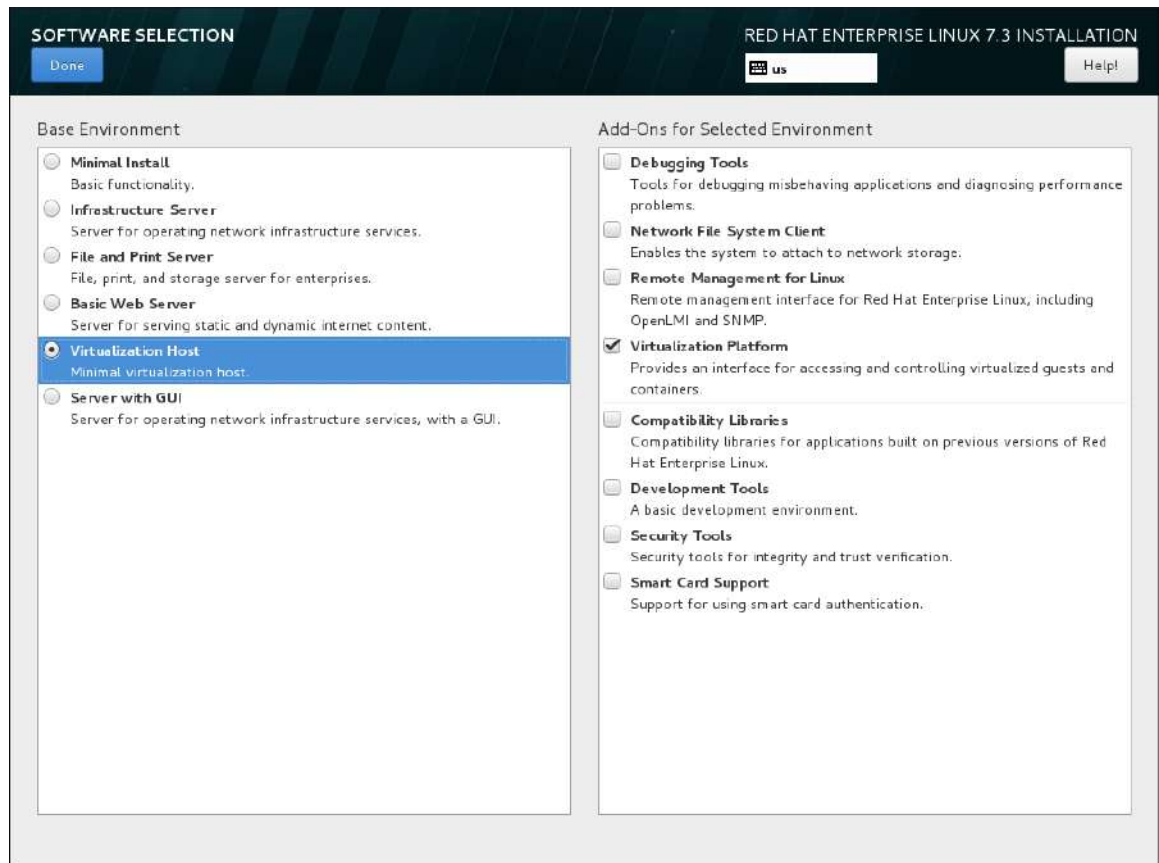 SOFTWARE SELECTION
Done
RED HAT ENTERPRISE LINUX 7.3 INSTALLATION
us
Help!
Base Environment
Minimal Install
Basic functionality.
Infrastructure Server
Server for operating network infrastructure services.
File and Print Server
File, print, and storage server for enterprises.
Basic Web Server
Server for serving static and dynamic internet content.
Virtualization Host
Minimal virtualization host.
Server with GUI
Server for operating network infrastructure services, with a GUI.
Add-Ons for Selected Environment
Debugging Tools
Tools for debugging misbehaving applications and diagnosing performance
problems.
Network File System Client
Enables the system to attach to network storage.
Remote Management for Linux
Remote management interface for Red Hat Enterprise Linux, including
OpenLMI and SNMP.
Virtualization Platform
Provides an interface for accessing and controlling virtualized guests and
containers.
Compatibility Libraries
Compatibility libraries for applications built on previous versions of Red
Hat Enterprise Linux.
Development Tools
A basic development environment.
Security Tools
Security tools for integrity and trust verification.
Smart Card Support
Support for using smart card authentication.